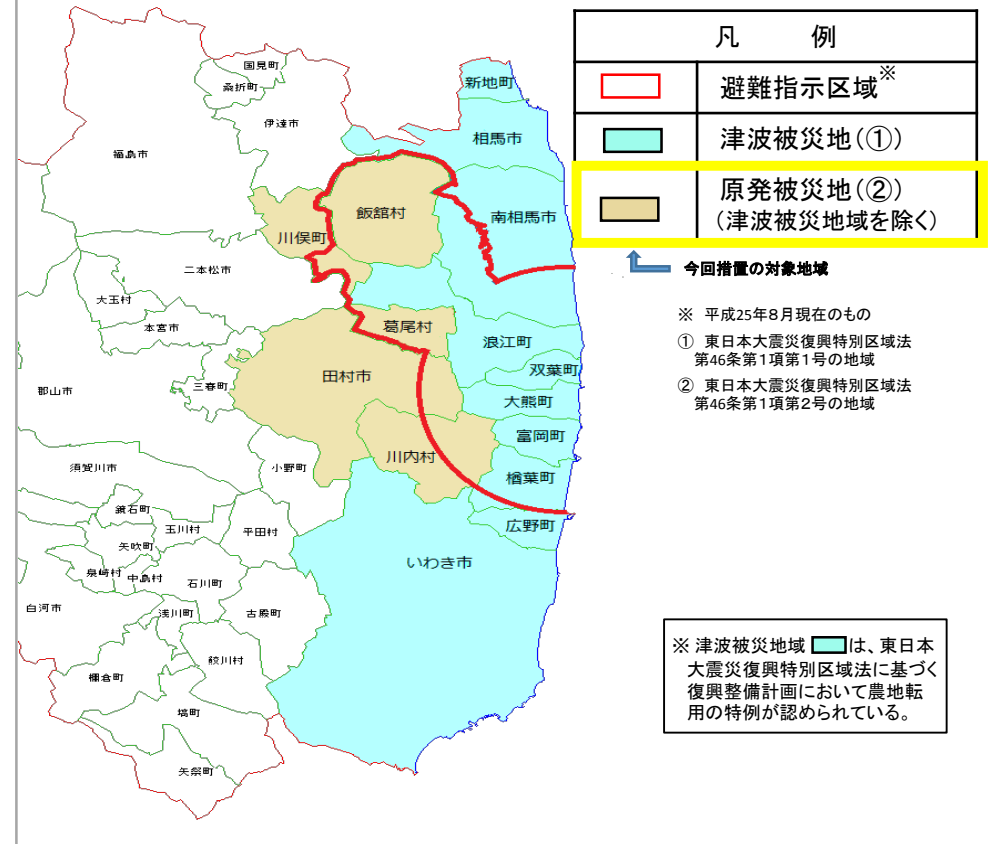 凡 例
避難指示区域※
津波被災地(①)
原発被災地(②)
(津波被災地域を除く)
今回措置の対象地域
※ 平成25年8月現在のもの
① 東日本大震災復興特別区域法
第46条第1項第1号の地域
② 東日本大震災復興特別区域法
第46条第1項第2号の地域
国見町
桑折町
新地町
伊達市
相馬市
福島市
飯舘村
南相馬市
川俣町
二本松市
大玉村
葛尾村
本宮市
浪江町
双葉町
田村市
三春町
郡山市
大熊町
富岡町
川内村
須賀川市
小野町
楢葉町
鏡石町
玉川村
平田村
広野町
矢吹町
いわき市
泉崎村
中島村
石川町
白河市
浅川町
古殿町
鮫川村
棚倉町
塙町
矢祭町
※ 津波被災地域 は、東日本
大震災復興特別区域法に基づく
復興整備計画において農地転
用の特例が認められている。